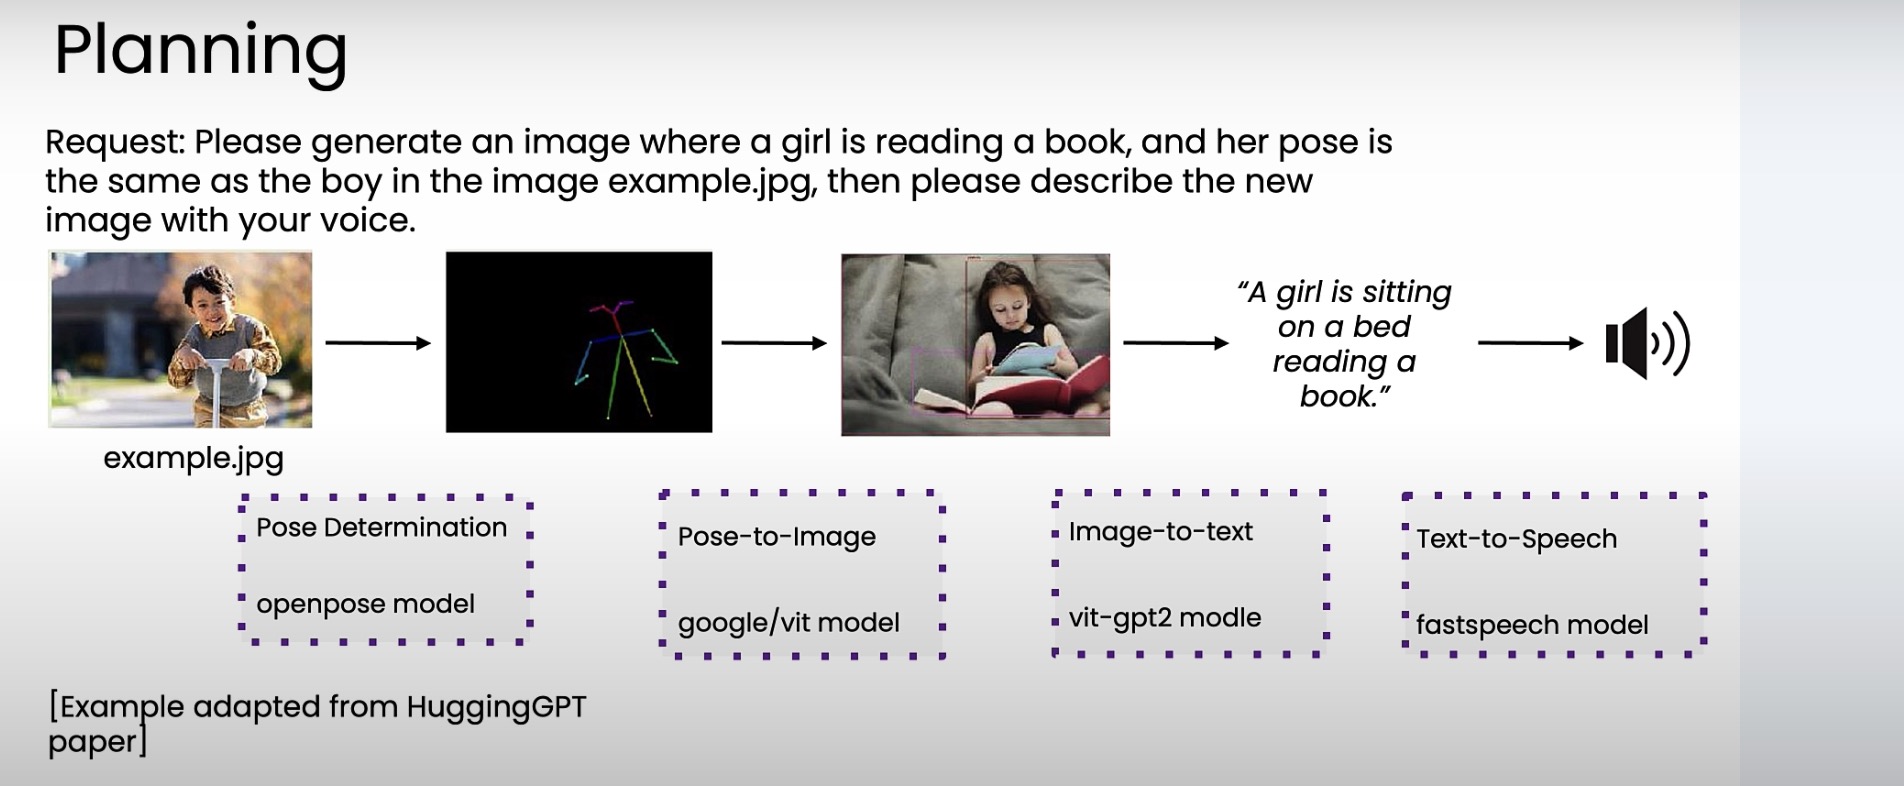 Planning
Request: Please generate an image where a girl is reading a book, and her pose is
the same as the boy in the image example.jpg, then please describe the new
image with your voice.
“A girl is sitting
on a bed
reading a
book.”
example.jpg
Pose Determination
openpose model
Pose-to-Image
google/vit model
Image-to-text
vit-gpt2 modle
Text-to-Speech
fastspeech model
[Example adapted from HuggingGPT
paper]